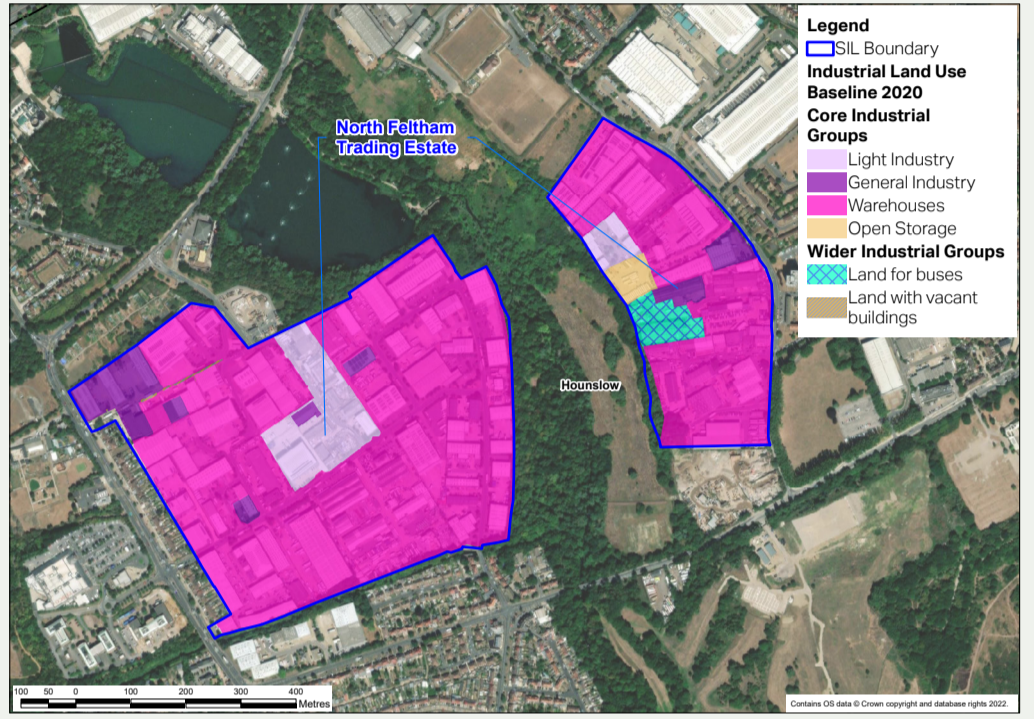 North Feltham
Trading Estate
Hounslow
Legend
SIL Boundary
Industrial Land Use
Baseline 2020
Core Industrial
Groups
Light Industry
General Industry
Warehouses
Open Storage
Wider Industrial Groups
Land for buses
Land with vacant
buildings
100 50 0 100 200 300 400
Metres
Contains OS data © Crown copyright and database rights 2022.